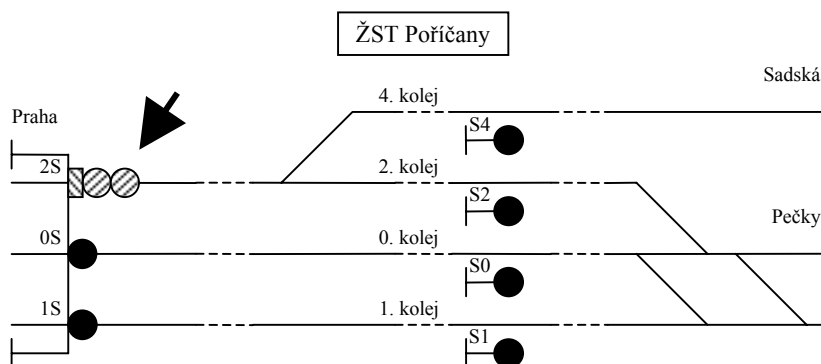 ŽST Poříčany
Sadská
4. kolej
Praha
S4
2S
2. kolej
S2
Pečky
0S
0. kolej
S0
1S
1. kolej
S1